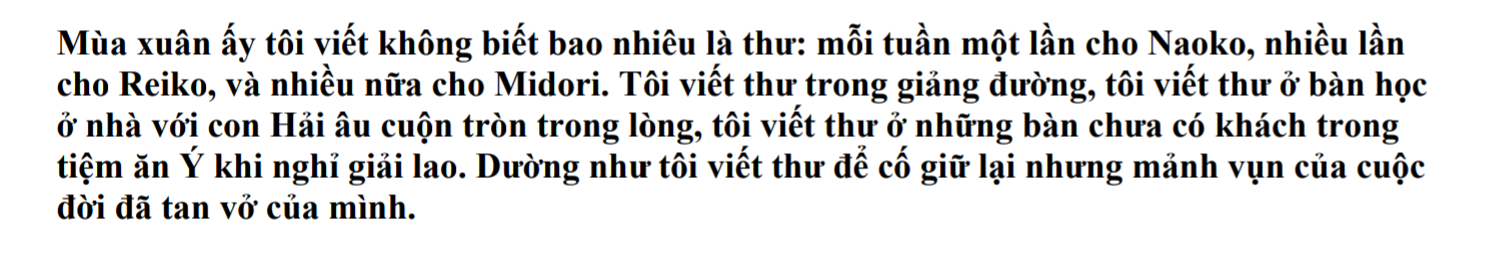 Mùa xuân ấy tôi viết không biết bao nhiêu là thư: mỗi tuần một lần cho Naoko, nhiều lần
cho Reiko, và nhiều nữa cho Midori. Tôi viết thư trong giảng đường, tôi viết thư ở bàn học
ở nhà với con Hải âu cuộn tròn trong lòng, tôi viết thư ở những bàn chưa có khách trong
tiệm ăn Ý khi nghỉ giải lao. Dường như tôi viết thư để cố giữ lại nhưng mảnh vụn của cuộc
đời đã tan vở của mình.